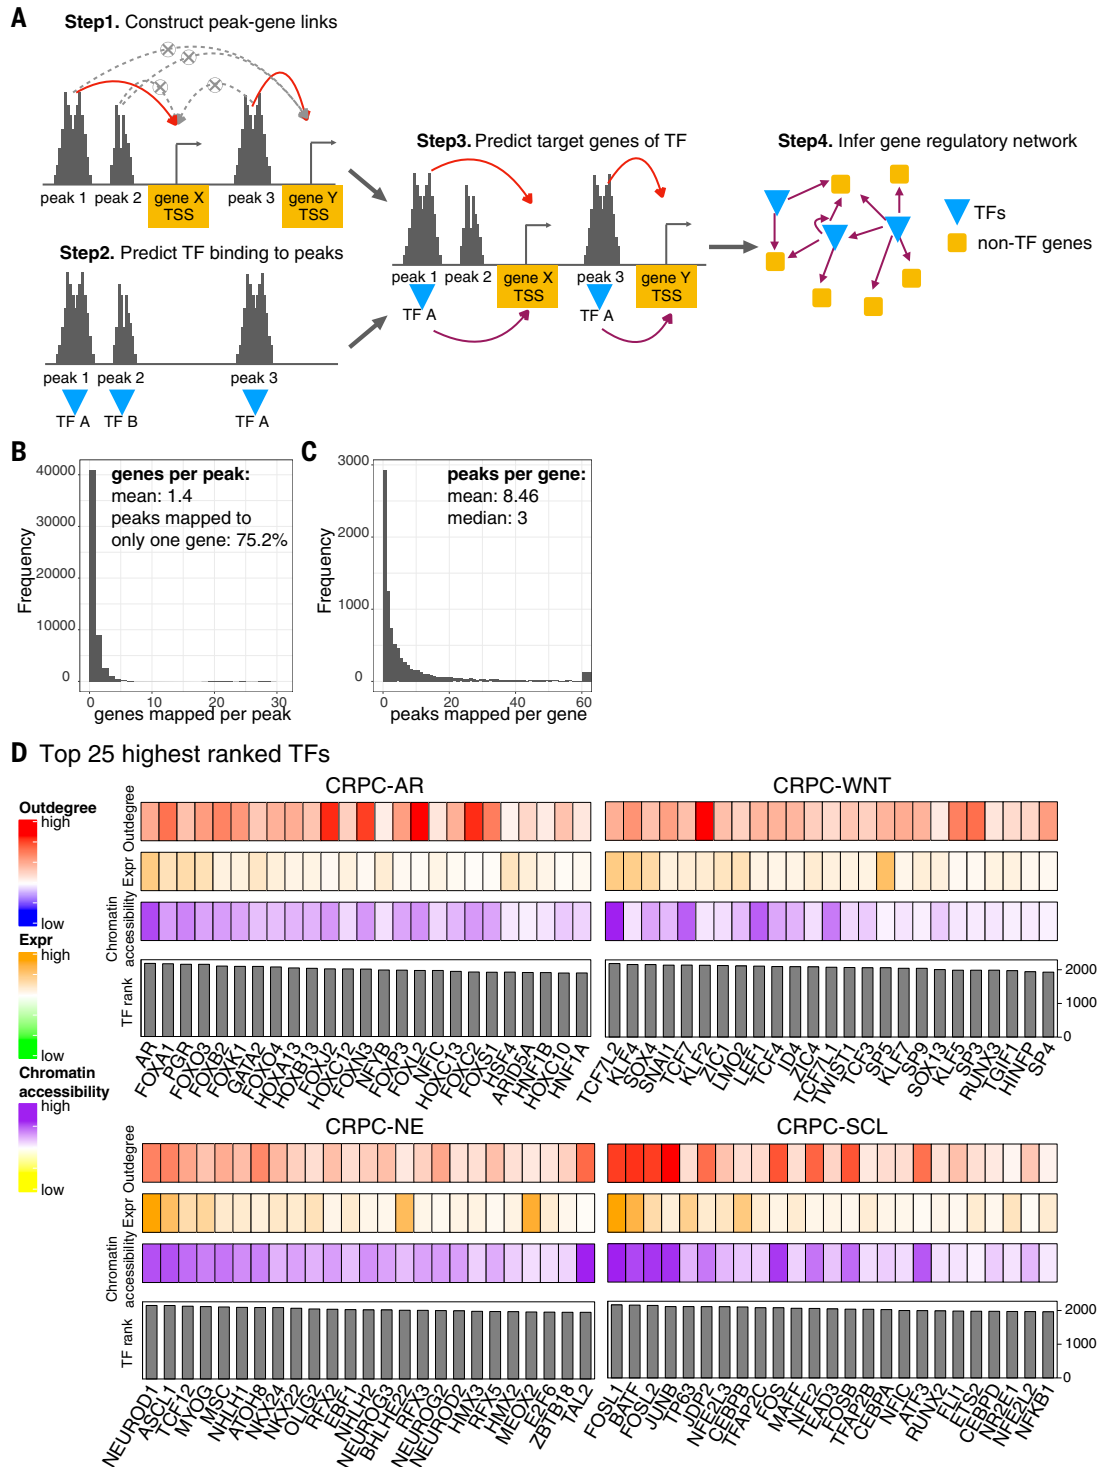 A
Step1. Construct peak-gene links
peak 1 peak 2 gene X TSS peak 3 gene Y TSS
Step2. Predict TF binding to peaks
peak 1 peak 2 peak 3
TF A TF B TF A
Step3. Predict target genes of TF
peak 1 peak 2 gene X TSS peak 3 gene Y TSS
TF A TF A
Step4. Infer gene regulatory network
TFs
non-TF genes
B
genes per peak:
mean: 1.4
peaks mapped to
only one gene: 75.2%
Frequency
40000
30000
20000
10000
0
0 10 20 30
genes mapped per peak
C
peaks per gene:
mean: 8.46
median: 3
Frequency
3000
2000
1000
0
0 20 40 60
peaks mapped per gene
D Top 25 highest ranked TFs
Outdegree
high
low
Expr
high
low
Chromatin
accessibility
high
low
CRPC-AR
Outdegree
Expr
Chromatin
accessibility
TF rank
AR FOXA1 PGR FOXO3 FOXB2 FOXK1 GATA2 FOXO4 HOXA13 HOXB13 FOXJ2 HOXC12 FOXN3 NFYB FOXP3 FOXL2 NFIC HOXC13 FOXC2 FOXS1 HSF4 ARID5A HNF1B HOXC10 HNF1A
CRPC-WNT
2000
1000
0
TCF7L2 KLF4 SOX4 SNAI1 TCF7 KLF2 ZIC1 LMO2 LEF1 TCF4 ID4 ZIC4 TCF7L1 TWIST1 TCF3 SP5 KLF7 SP9 SOX13 KLF5 SP3 RUNX3 TGIF1 HINFP SP4
CRPC-NE
Outdegree
Expr
Chromatin
accessibility
TF rank
NEUROD1 ASCL1 TCF12 MYOG MSC NHLH1 ATOH8 NKX24 NKX22 OLIG2 RFX2 EBF1 NHLH2 NEUROG3 BHLHE22 RFX3 NEUROG2 NEUROD2 HMX3 RFX5 HMX2 MEOX2 E2F6 ZBTB18 TAL2
CRPC-SCL
2000
1000
0
FOSL1 BATF FOSL2 JUNB TP63 JDP2 NFE2L3 CEBPB TFAP2C FOS MAFF NFE2 TEAD3 FOSB TFAP2B CEBPA NFIC ATF3 RUNX2 FLI1 ETS2 CEBPD NR2E1 NFE2L2 NFKB1